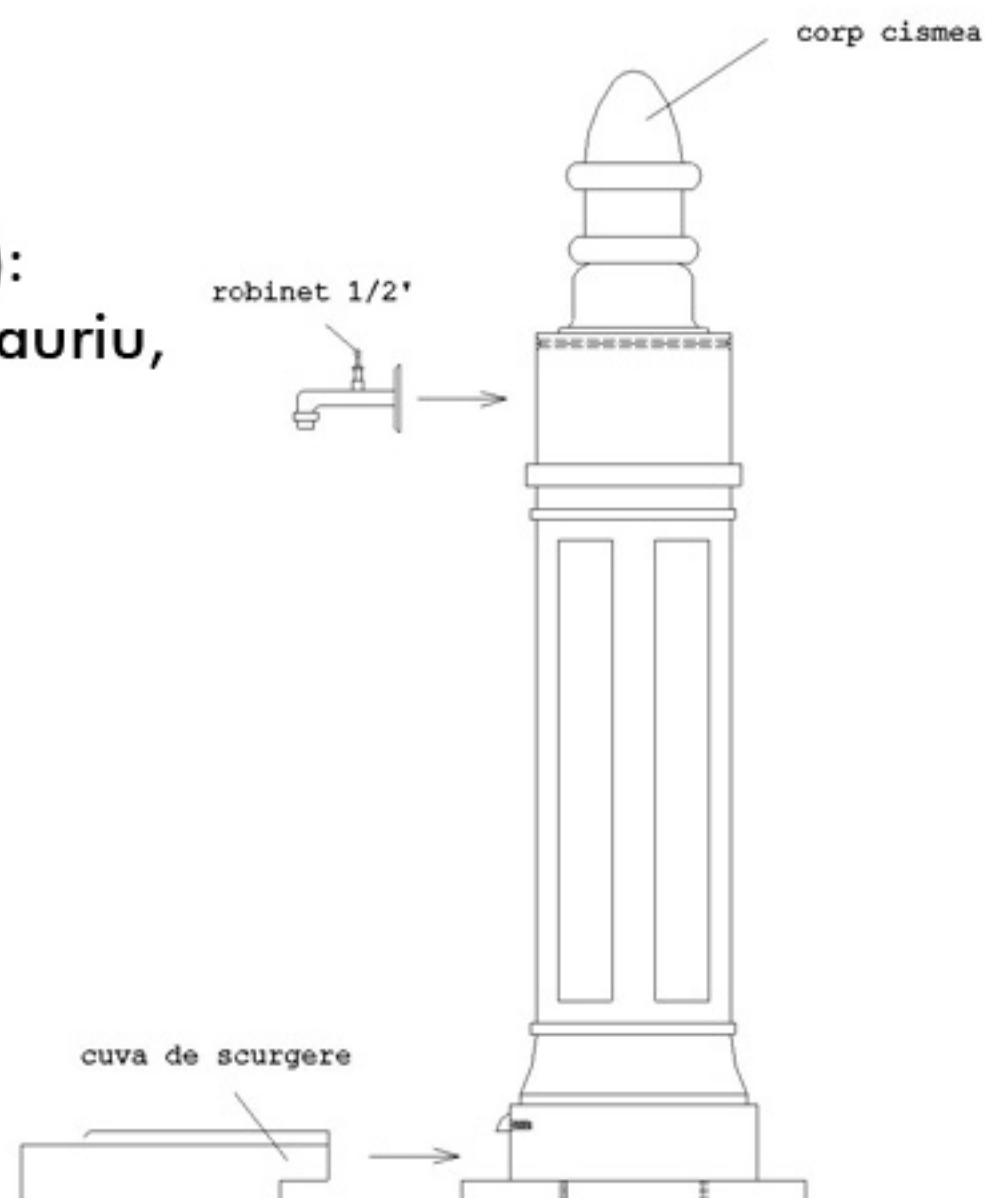 corp cismea
):
auriu,
robinet 1/2'
cuva de scurgere